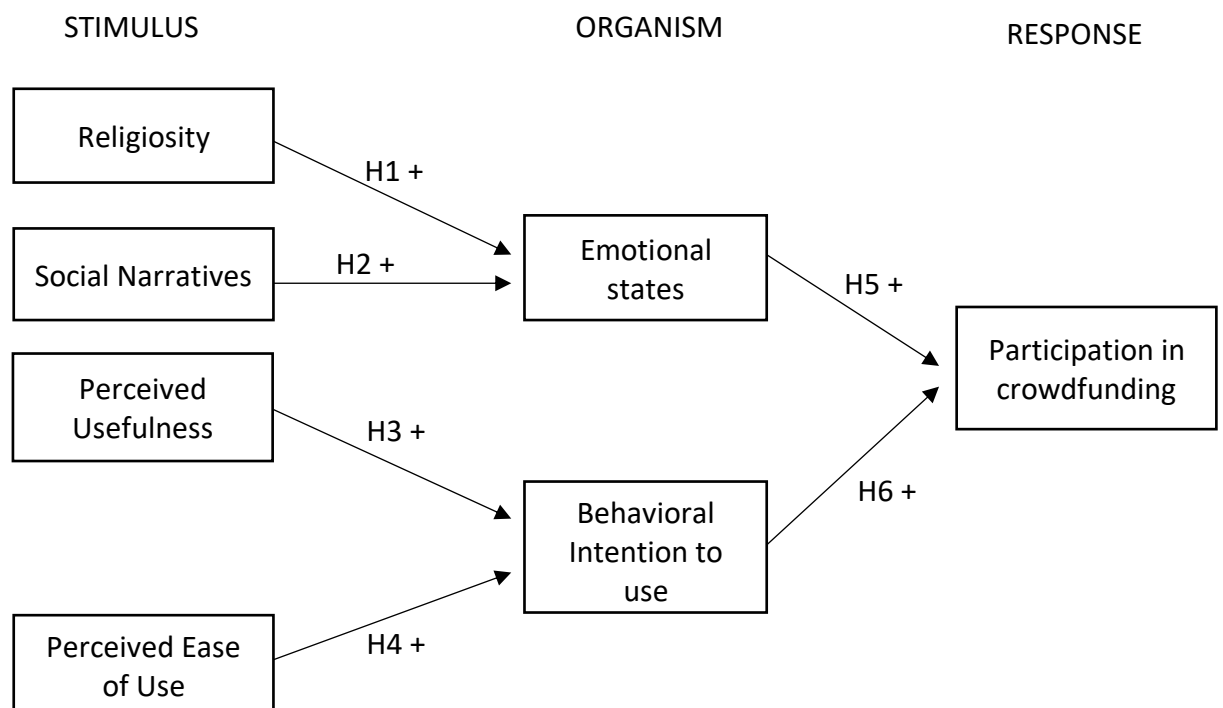 STIMULUS
ORGANISM
RESPONSE
Religiosity
H1 +
Social Narratives
H2 +
Emotional
states
H5 +
Perceived
Usefulness
H3 +
Participation in
crowdfunding
Behavioral
Intention to
use
H6 +
Perceived Ease
of Use
H4 +